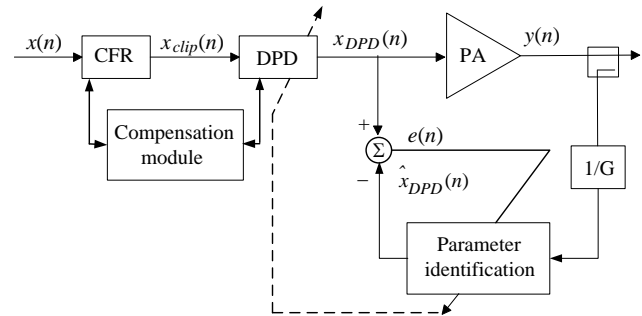 x(n)
CFR
x_clip(n)
DPD
x_DPD(n)
PA
y(n)
Compensation
module
+
Σ
−
e(n)
x̂_DPD(n)
1/G
Parameter
identification